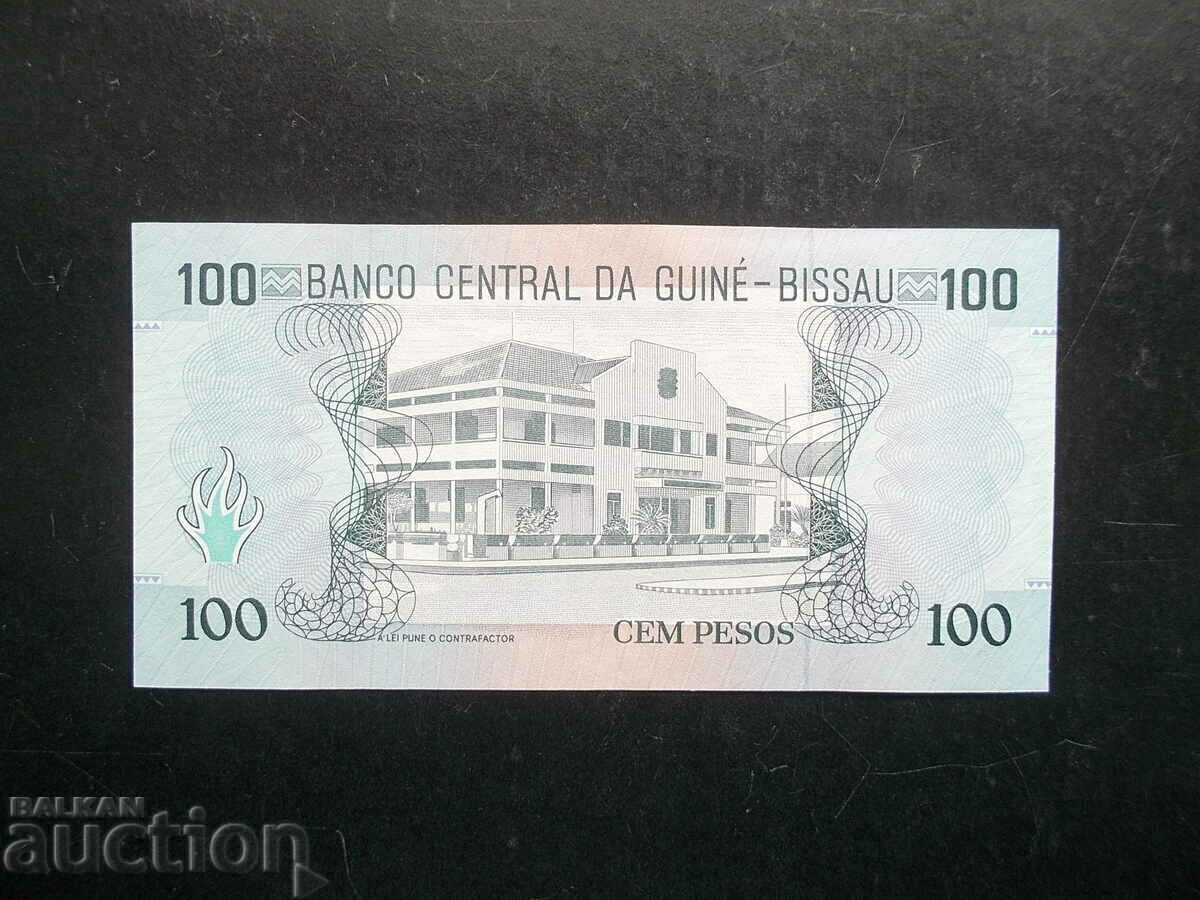 100 BANCO CENTRAL DA GUINÉ-BISSAU 100
100 A LEI PUNE O CONTRAFACTOR CEM PESOS 100
BALKAN
auction